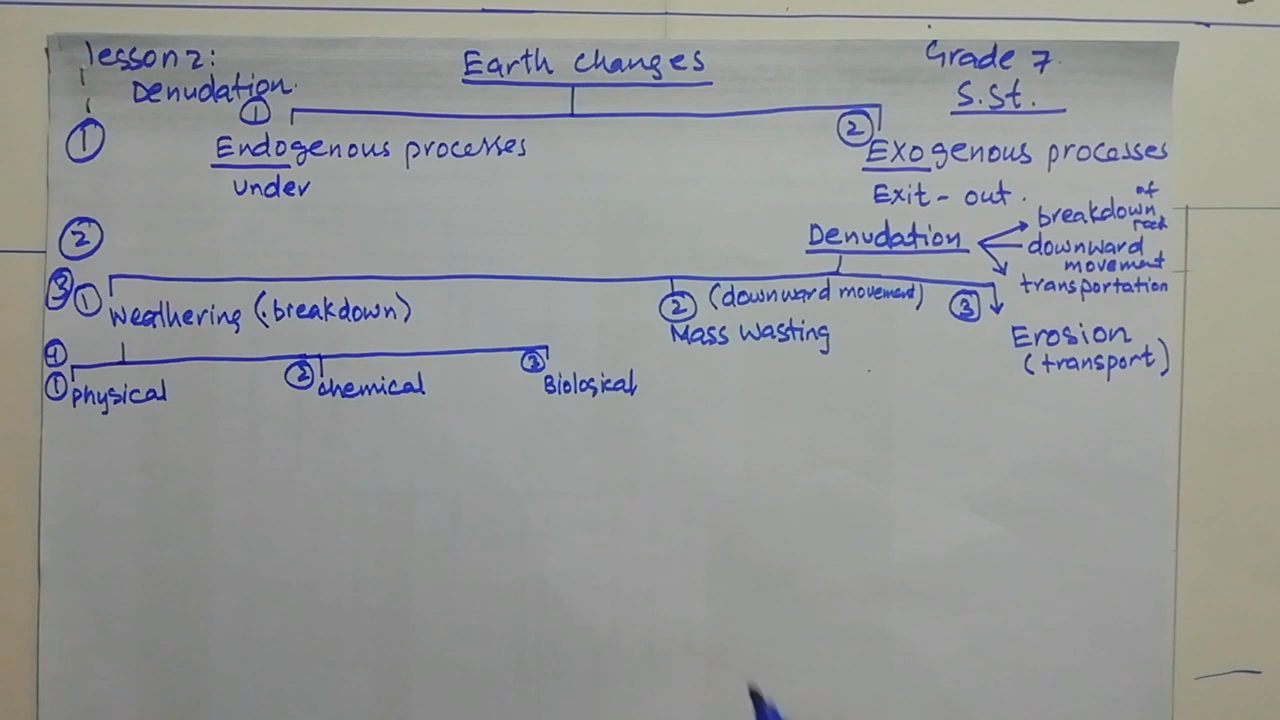 lesson 2:
Denudation.
Earth changes
Grade 7
S.St.
①
① Endogenous processes
under
② Exogenous processes
Exit - out.
②
Denudation
breakdown of rock
downward movement
transportation
③
① Weathering (breakdown)
② (downward movement)
Mass wasting
③ Erosion
(transport)
④
① physical
② chemical
③ Biological